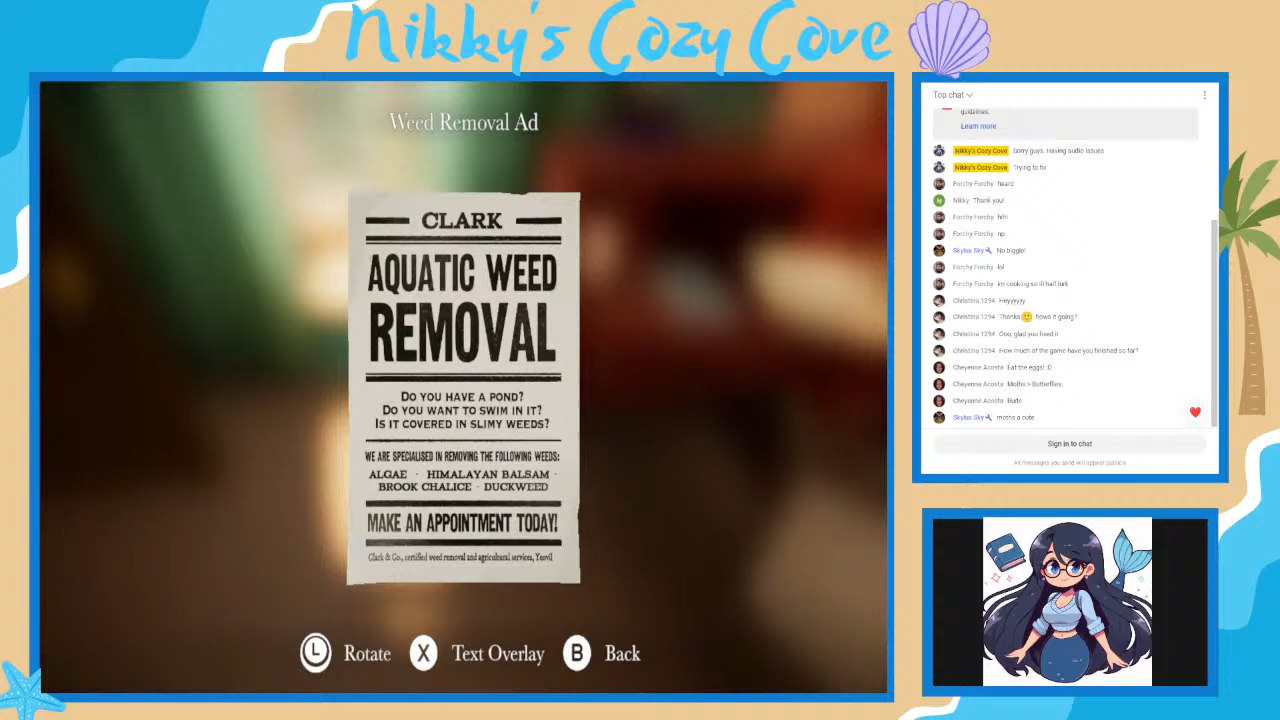 Nikky's Cozy Cove
Weed Removal Ad
CLARK
AQUATIC WEED
REMOVAL
DO YOU HAVE A POND?
DO YOU WANT TO SWIM IN IT?
IS IT COVERED IN SLIMY WEEDS?
WE ARE SPECIALISED IN REMOVING THE FOLLOWING WEEDS:
ALGAE · HIMALAYAN BALSAM ·
BROOK CHALICE · DUCKWEED
MAKE AN APPOINTMENT TODAY!
Clark & Co., certified weed removal and agricultural services, Yeovil
L Rotate X Text Overlay B Back
Top chat
guidelines.
Learn more
Nikky's Cozy Cove Sorry guys. Having audio issues
Nikky's Cozy Cove Trying to fix
Forchy Forchy heard
N Nikky Thank you!
Forchy Forchy hihi
Forchy Forchy np
Skylux Sky No biggie!
Forchy Forchy lol
Forchy Forchy im cooking so ill half lurk
Christina 1294 Heyyyyyy
Christina 1294 Thanks🙂 hows it going?
Christina 1294 Ooo, glad you fixed it
Christina 1294 How much of the game have you finished so far?
Cheyenne Acosta Eat the eggs! :D
Cheyenne Acosta Moths > Butterflies.
Cheyenne Acosta Rude.
Skylux Sky moths a cute
Sign in to chat
All messages you send will appear publicly